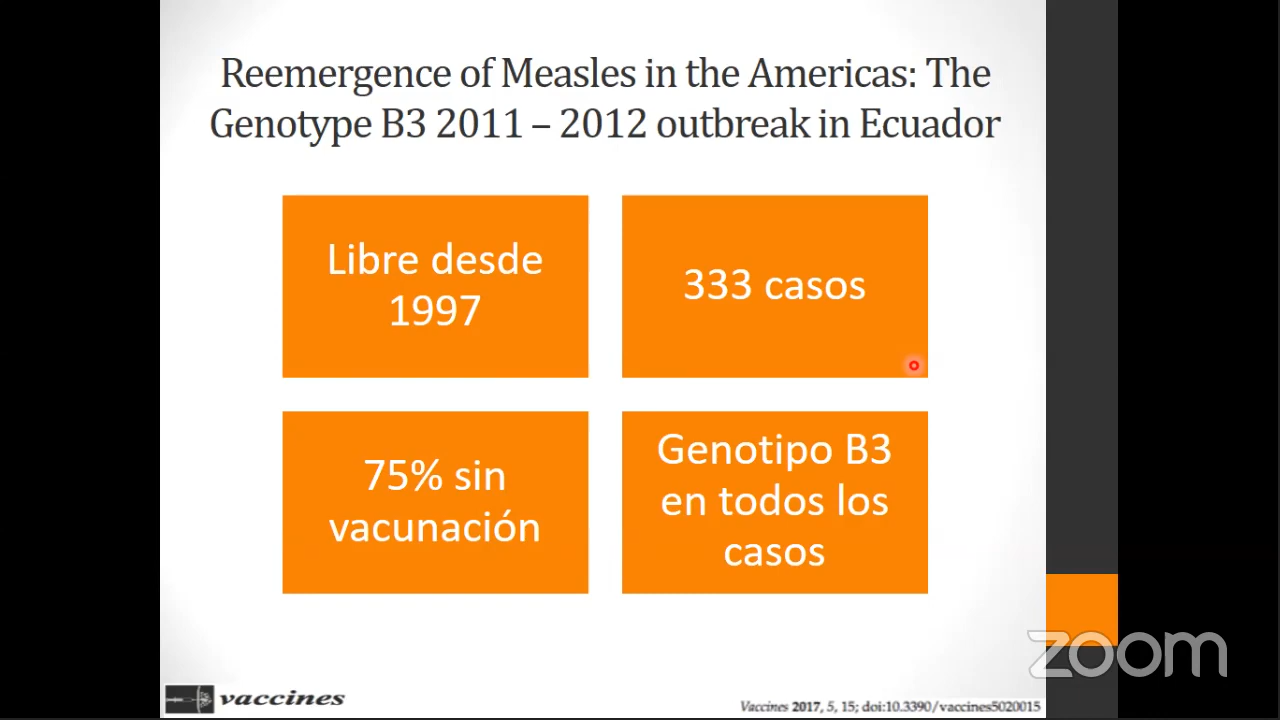 Reemergence of Measles in the Americas: The
Genotype B3 2011 – 2012 outbreak in Ecuador
Libre desde
1997
333 casos
75% sin
vacunación
Genotipo B3
en todos los
casos
vaccines
Vaccines 2017, 5, 15; doi:10.3390/vaccines5020015
zoom